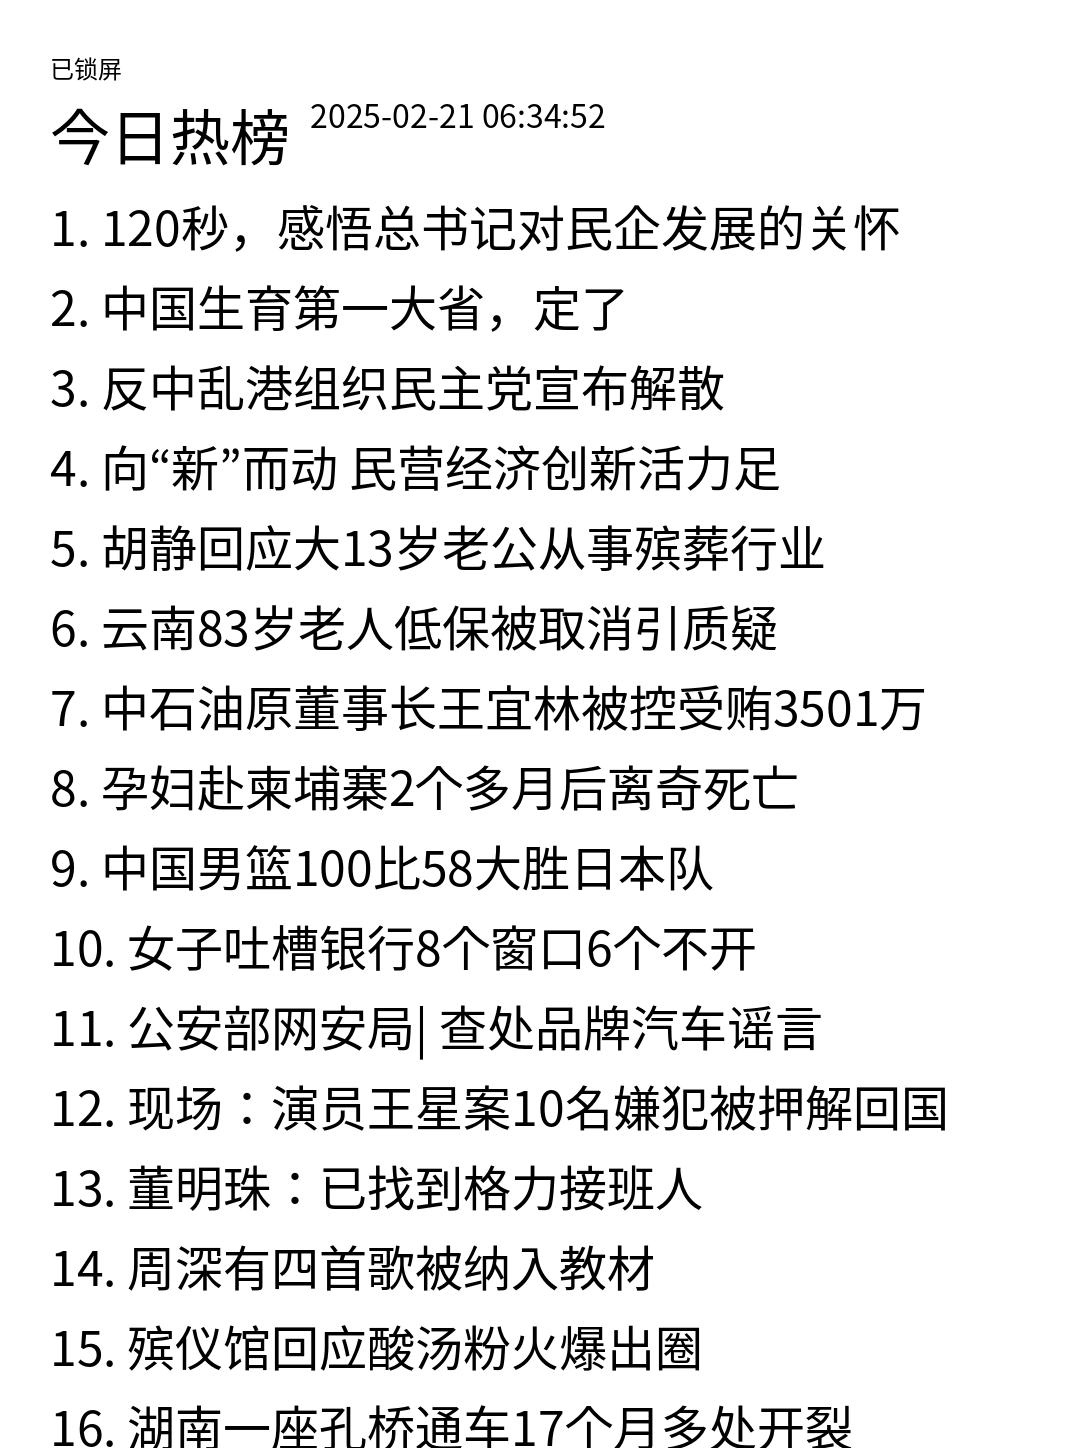 已锁屏
今日热榜 2025-02-21 06:34:52
1. 120秒，感悟总书记对民企发展的关怀
2. 中国生育第一大省，定了
3. 反中乱港组织民主党宣布解散
4. 向“新”而动 民营经济创新活力足
5. 胡静回应大13岁老公从事殡葬行业
6. 云南83岁老人低保被取消引质疑
7. 中石油原董事长王宜林被控受贿3501万
8. 孕妇赴柬埔寨2个多月后离奇死亡
9. 中国男篮100比58大胜日本队
10. 女子吐槽银行8个窗口6个不开
11. 公安部网安局| 查处品牌汽车谣言
12. 现场：演员王星案10名嫌犯被押解回国
13. 董明珠：已找到格力接班人
14. 周深有四首歌被纳入教材
15. 殡仪馆回应酸汤粉火爆出圈
16. 湖南一座孔桥通车17个月多处开裂